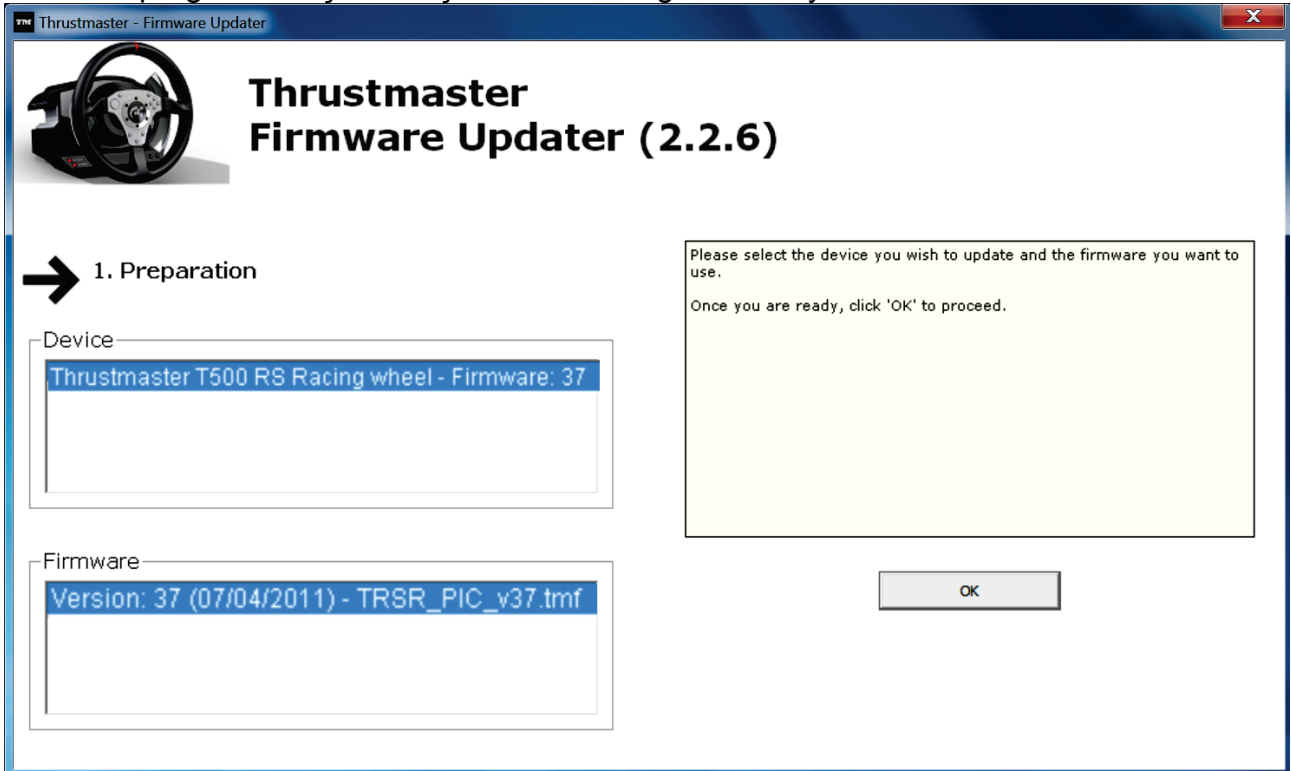 Thrustmaster - Firmware Updater
Thrustmaster
Firmware Updater (2.2.6)
1. Preparation
Please select the device you wish to update and the firmware you want to
use.
Once you are ready, click 'OK' to proceed.
Device
Thrustmaster T500 RS Racing wheel - Firmware: 37
Firmware
Version: 37 (07/04/2011) - TRSR_PIC_v37.tmf
OK